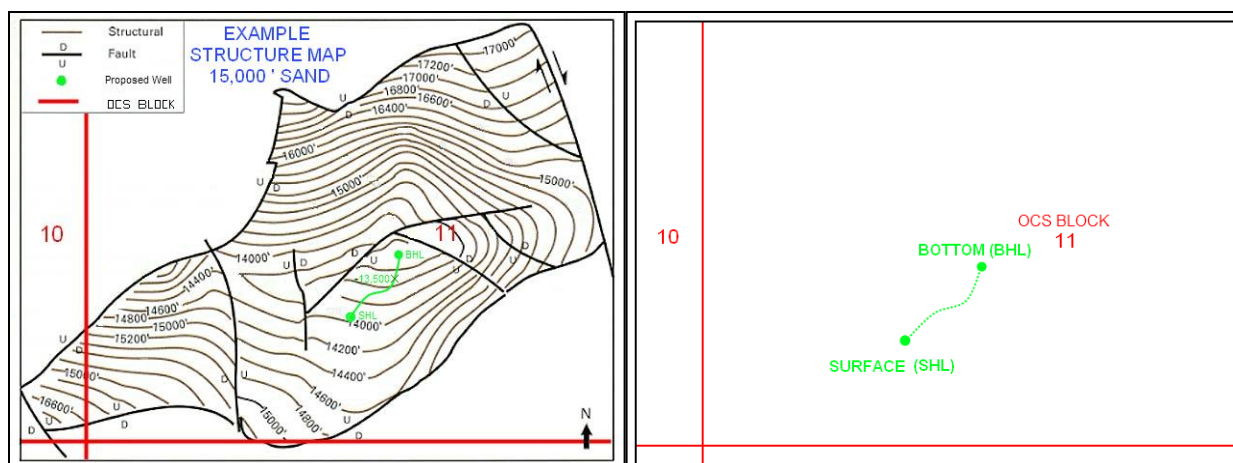 Structural
D
Fault
U
Proposed Well
OCS BLOCK
EXAMPLE
STRUCTURE MAP
15,000 ' SAND
17000'
17200'
17000'
16800'
16600'
16400'
U
D
D
U
16000'
U
D
15000'
15000'
10
11
14000'
14400'
U
D
D
U
BHL
U
D
13,500'
14600'
14800'
15000'
15200'
SHL
14000'
14200'
14400'
14600'
14800'
15000'
U
D
D
U
15000'
16600'
U
D
D
U
U
D
N
10
OCS BLOCK
11
BOTTOM (BHL)
SURFACE (SHL)